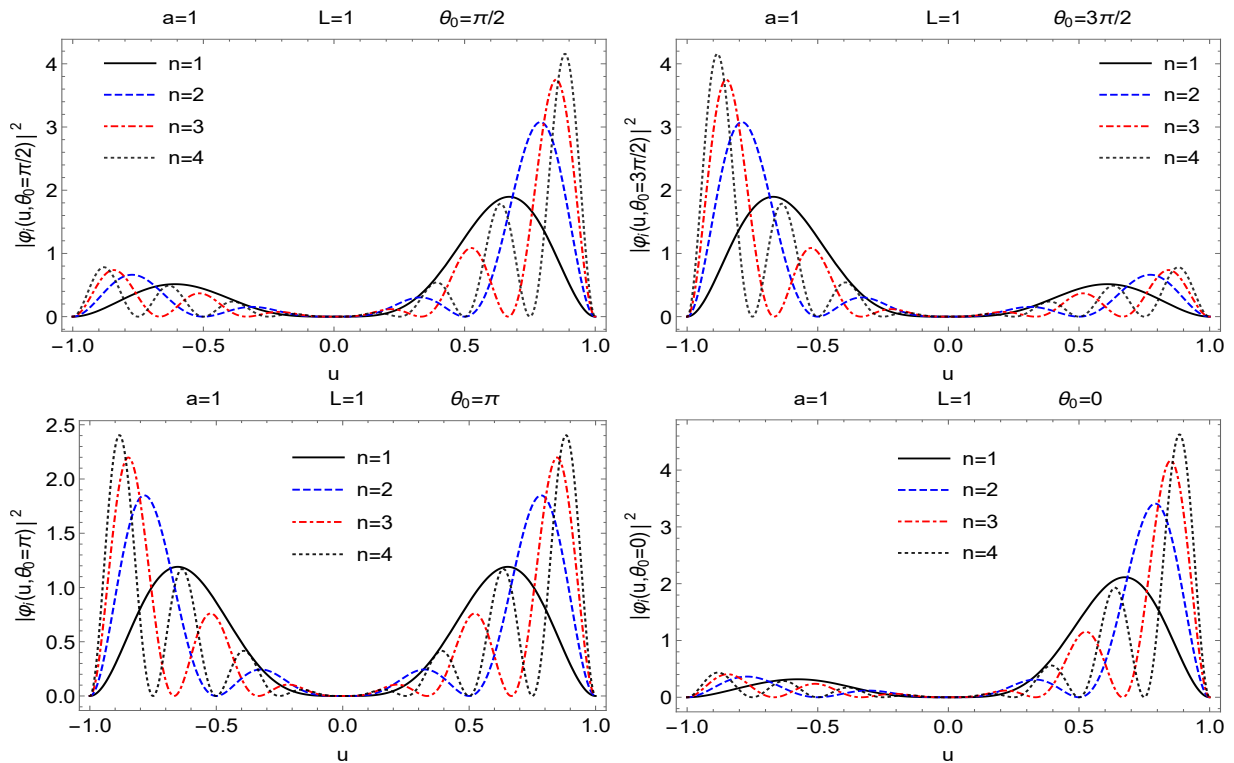 a=1 L=1 θ₀=π/2
|φᵢ(u,θ₀=π/2)|²
n=1
n=2
n=3
n=4
4
3
2
1
0
−1.0 −0.5 0.0 0.5 1.0
u
a=1 L=1 θ₀=3π/2
|φᵢ(u,θ₀=3π/2)|²
n=1
n=2
n=3
n=4
4
3
2
1
0
−1.0 −0.5 0.0 0.5 1.0
u
a=1 L=1 θ₀=π
|φᵢ(u,θ₀=π)|²
n=1
n=2
n=3
n=4
2.5
2.0
1.5
1.0
0.5
0.0
−1.0 −0.5 0.0 0.5 1.0
u
a=1 L=1 θ₀=0
|φᵢ(u,θ₀=0)|²
n=1
n=2
n=3
n=4
4
3
2
1
0
−1.0 −0.5 0.0 0.5 1.0
u